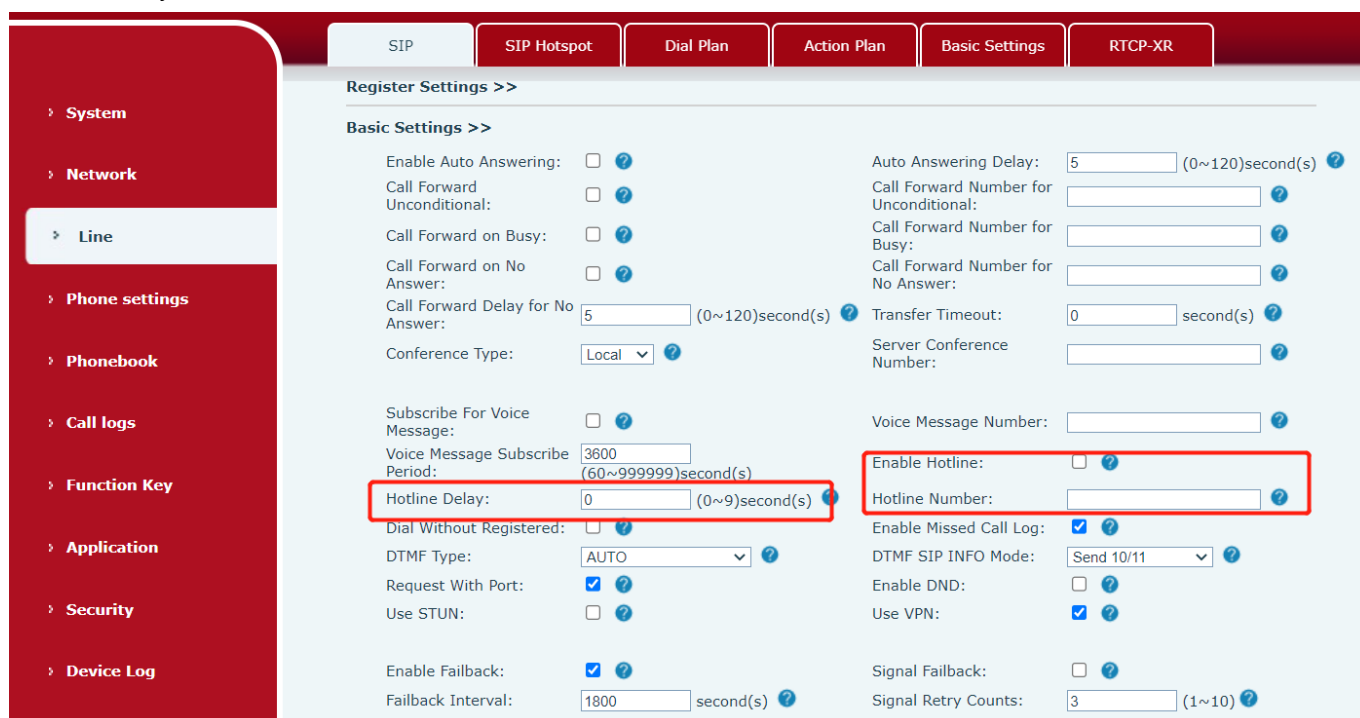 SIP
SIP Hotspot
Dial Plan
Action Plan
Basic Settings
RTCP-XR
System
Network
Line
Phone settings
Phonebook
Call logs
Function Key
Application
Security
Device Log
Register Settings >>
Basic Settings >>
Enable Auto Answering:
Auto Answering Delay: 5 (0~120)second(s)
Call Forward
Unconditional:
Call Forward Number for
Unconditional:
Call Forward on Busy:
Call Forward Number for
Busy:
Call Forward on No
Answer:
Call Forward Number for
No Answer:
Call Forward Delay for No
Answer:
5 (0~120)second(s)
Transfer Timeout: 0 second(s)
Conference Type: Local
Server Conference
Number:
Subscribe For Voice
Message:
Voice Message Number:
Voice Message Subscribe
Period:
3600
(60~999999)second(s)
Enable Hotline:
Hotline Delay: 0 (0~9)second(s)
Hotline Number:
Dial Without Registered:
Enable Missed Call Log:
DTMF Type: AUTO
DTMF SIP INFO Mode: Send 10/11
Request With Port:
Enable DND:
Use STUN:
Use VPN:
Enable Failback:
Signal Failback:
Failback Interval: 1800 second(s)
Signal Retry Counts: 3 (1~10)